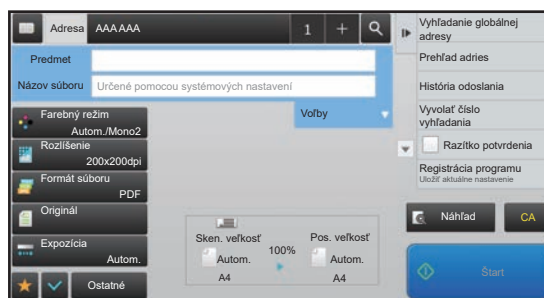 Adresa AAA AAA 1 +
Predmet
Názov súboru Určené pomocou systémových nastavení
Voľby
Farebný režim
Autom./Mono2
Rozlíšenie
200x200dpi
Formát súboru
PDF
Originál
Expozícia
Autom.
Ostatné
Sken. veľkosť
Autom.
A4
100%
Pos. veľkosť
Autom.
A4
Vyhľadanie globálnej
adresy
Prehľad adries
História odoslania
Vyvolať číslo
vyhľadania
Razítko potvrdenia
Registrácia programu
Uložiť aktuálne nastavenie
Náhľad
CA
Štart